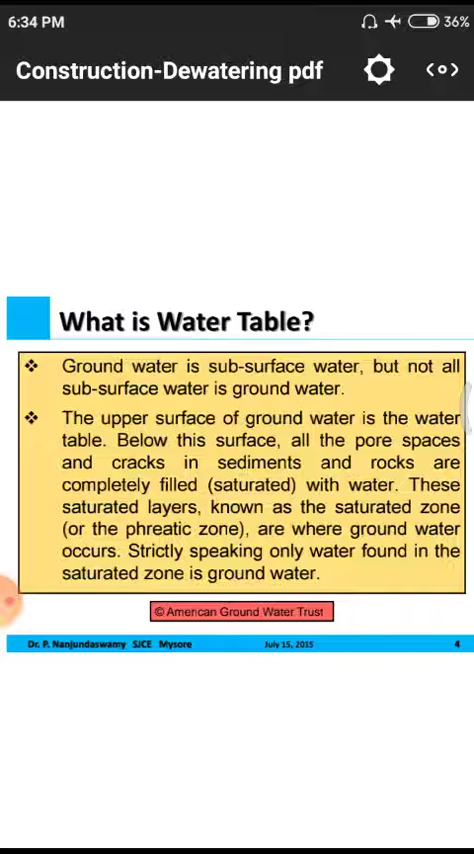 6:34 PM
36%
Construction-Dewatering pdf
What is Water Table?
Ground water is sub-surface water, but not all
sub-surface water is ground water.
The upper surface of ground water is the water
table. Below this surface, all the pore spaces
and cracks in sediments and rocks are
completely filled (saturated) with water. These
saturated layers, known as the saturated zone
(or the phreatic zone), are where ground water
occurs. Strictly speaking only water found in the
saturated zone is ground water.
© American Ground Water Trust
Dr. P. Nanjundaswamy SJCE Mysore July 15, 2015 4